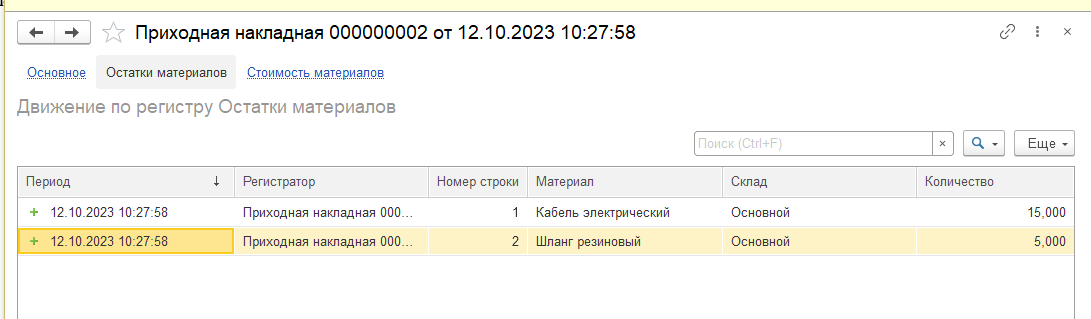 Приходная накладная 000000002 от 12.10.2023 10:27:58
Основное Остатки материалов Стоимость материалов
Движение по регистру Остатки материалов
Поиск (Ctrl+F) × Еще
Период ↓ Регистратор Номер строки Материал Склад Количество
12.10.2023 10:27:58 Приходная накладная 000... 1 Кабель электрический Основной 15,000
12.10.2023 10:27:58 Приходная накладная 000... 2 Шланг резиновый Основной 5,000